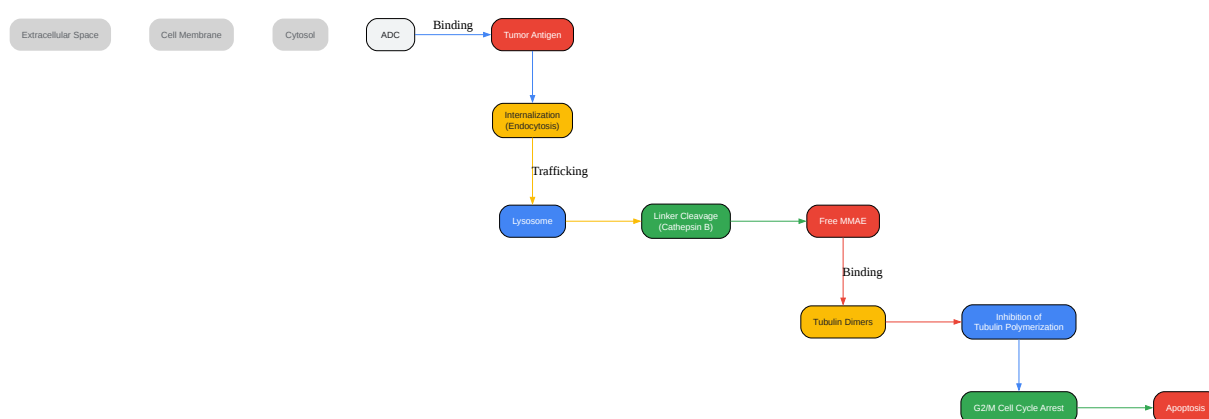 Extracellular Space
Cell Membrane
Cytosol
ADC
Binding
Tumor Antigen
Internalization
(Endocytosis)
Trafficking
Lysosome
Linker Cleavage
(Cathepsin B)
Free MMAE
Binding
Tubulin Dimers
Inhibition of
Tubulin Polymerization
G2/M Cell Cycle Arrest
Apoptosis